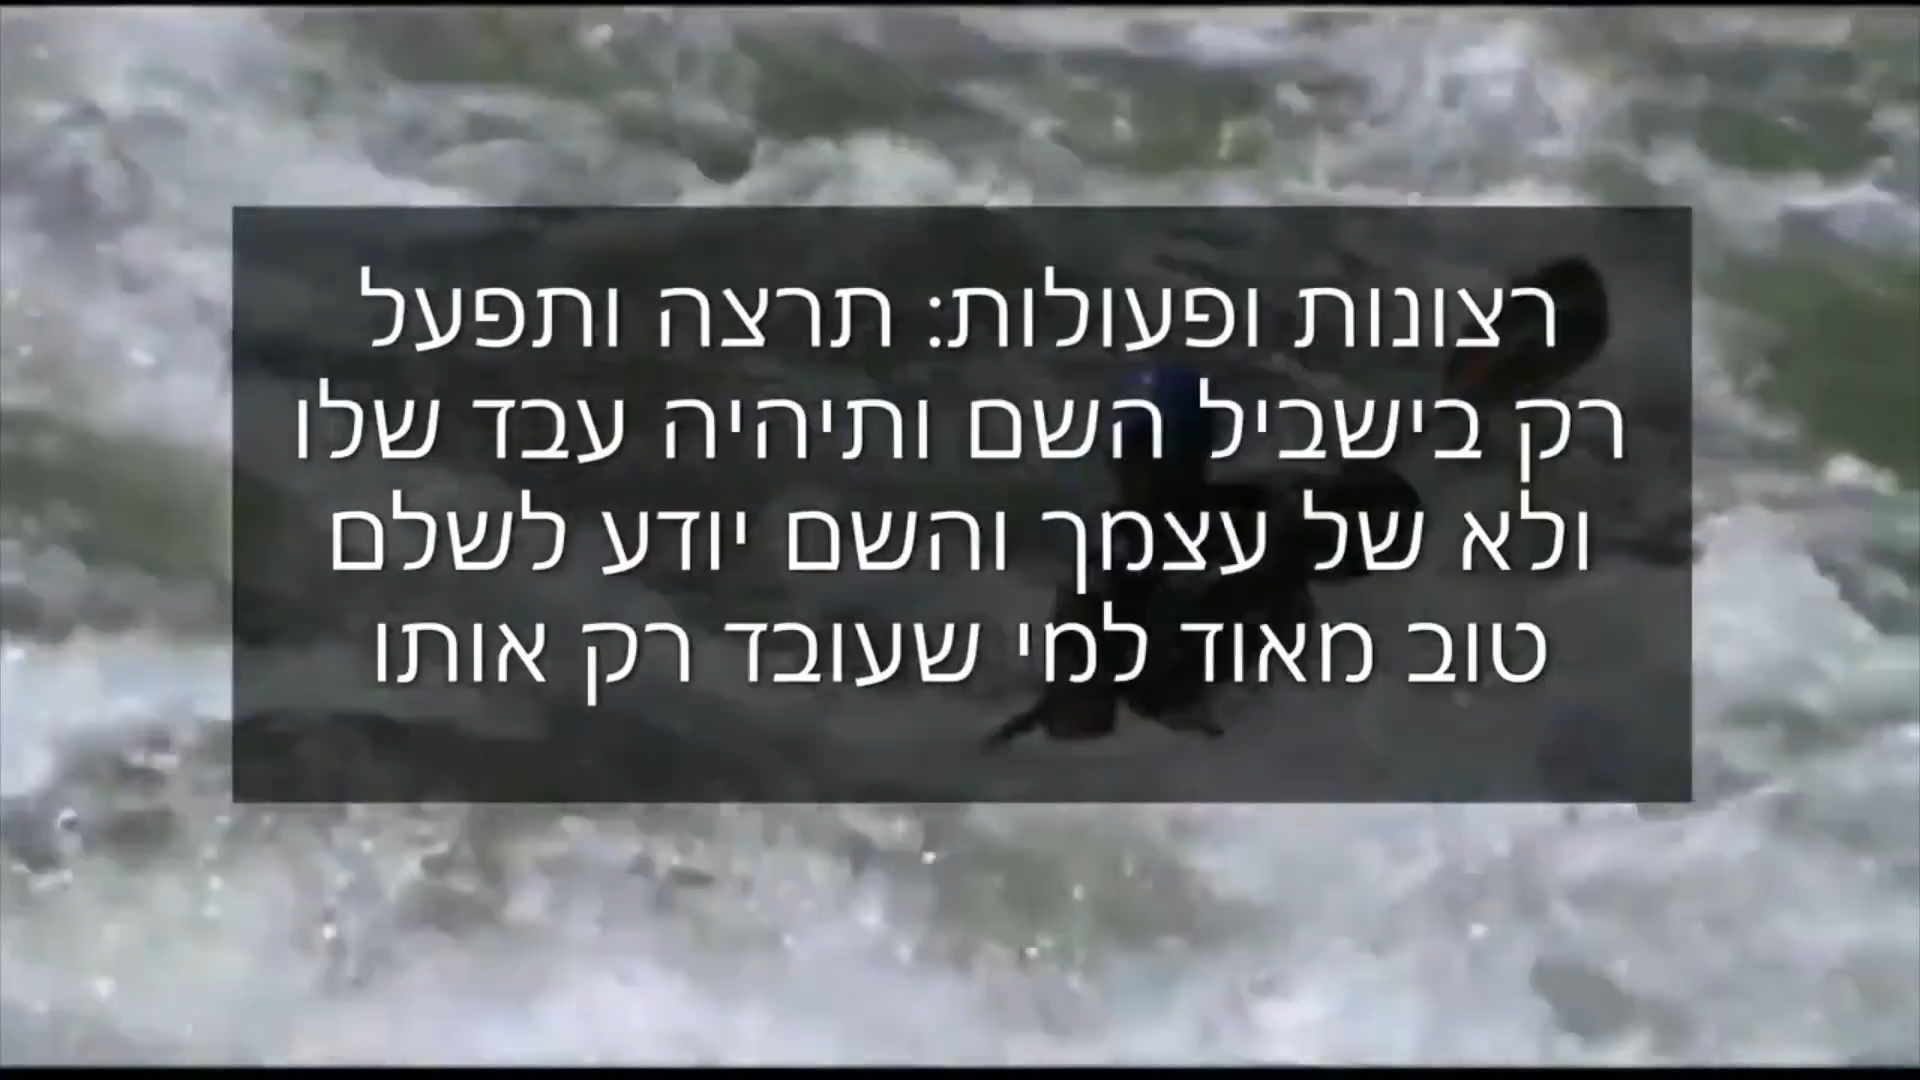 רצונות ופעולות: תרצה ותפעל
רק בישביל השם ותיהיה עבד שלו
ולא של עצמך והשם יודע לשלם
טוב מאוד למי שעובד רק אותו